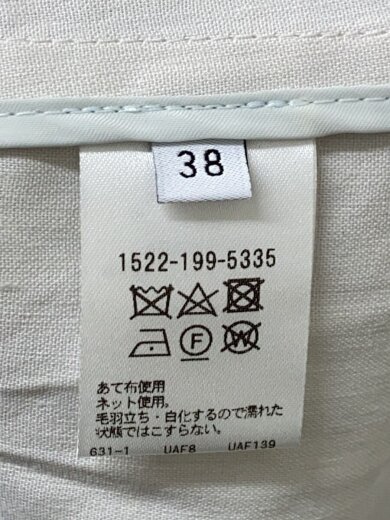 38
1522-199-5335
F W
あて布使用
ネット使用。
毛羽立ち・白化するので濡れた
状態ではこすらない。
631-1 UAF8 UAF139